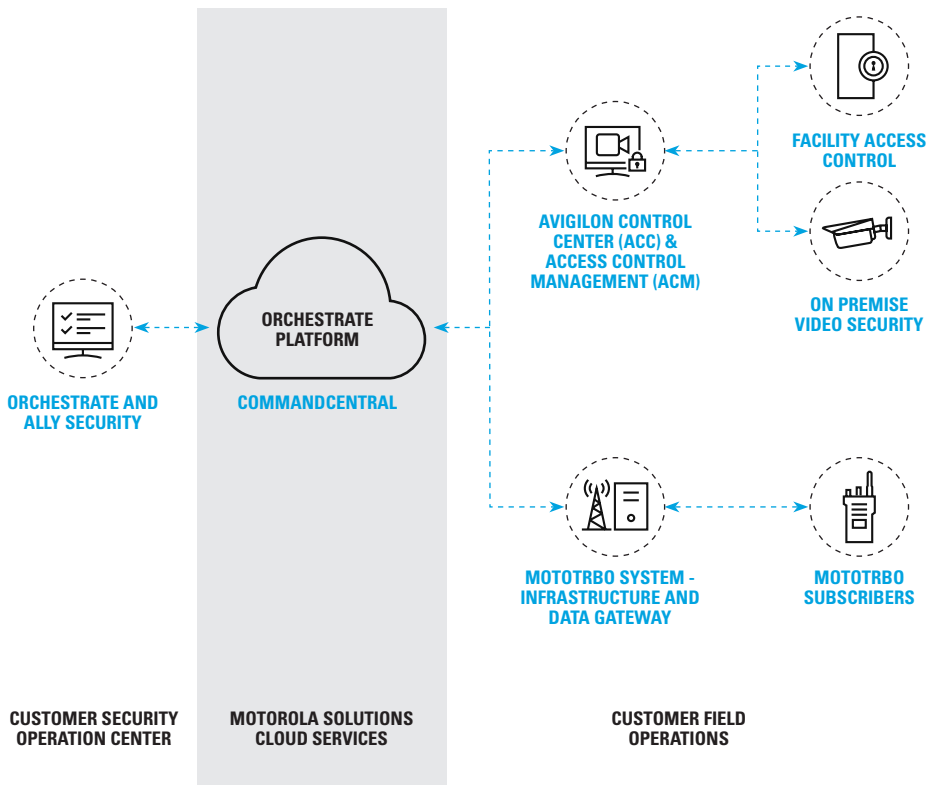 FACILITY ACCESS
CONTROL
AVIGILON CONTROL
CENTER (ACC) &
ACCESS CONTROL
MANAGEMENT (ACM)
ON PREMISE
VIDEO SECURITY
ORCHESTRATE
PLATFORM
ORCHESTRATE AND
ALLY SECURITY
COMMANDCENTRAL
MOTOTRBO SYSTEM -
INFRASTRUCTURE AND
DATA GATEWAY
MOTOTRBO
SUBSCRIBERS
CUSTOMER SECURITY
OPERATION CENTER
MOTOROLA SOLUTIONS
CLOUD SERVICES
CUSTOMER FIELD
OPERATIONS